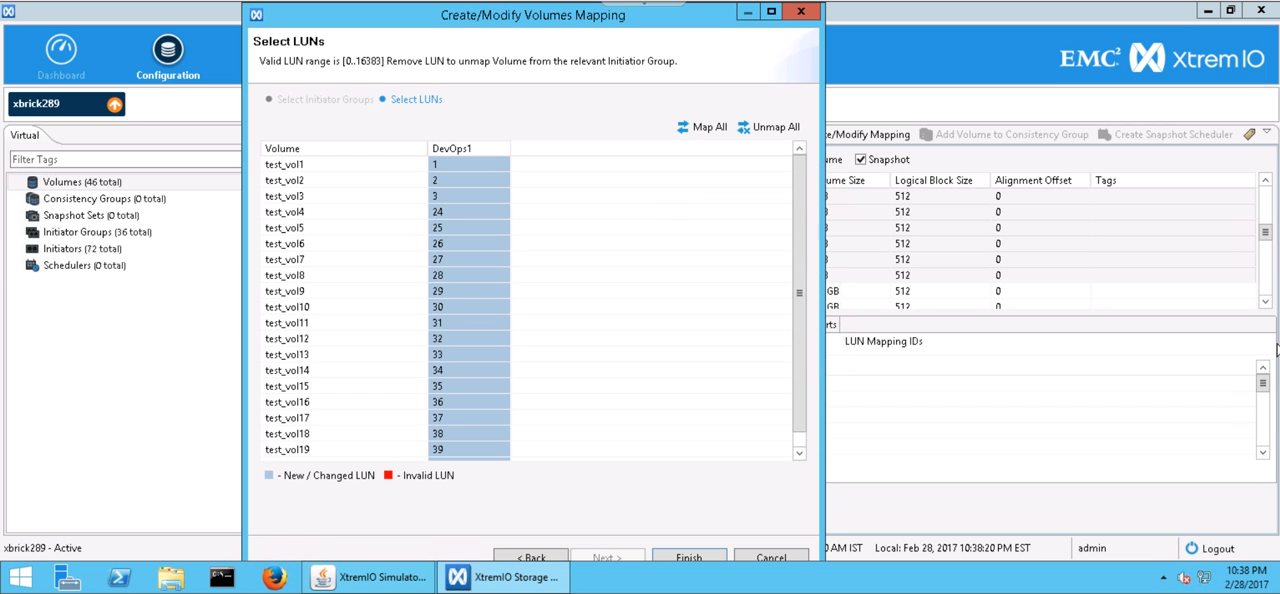 Create/Modify Volumes Mapping
Dashboard
Configuration
EMC² XtremIO
xbrick289
Virtual
Filter Tags
Volumes (46 total)
Consistency Groups (0 total)
Snapshot Sets (0 total)
Initiator Groups (36 total)
Initiators (72 total)
Schedulers (0 total)
Select LUNs
Valid LUN range is [0..16383] Remove LUN to unmap Volume from the relevant Initiatior Group.
Select Initiator Groups Select LUNs
Map All Unmap All
Volume DevOps1
test_vol1 1
test_vol2 2
test_vol3 3
test_vol4 24
test_vol5 25
test_vol6 26
test_vol7 27
test_vol8 28
test_vol9 29
test_vol10 30
test_vol11 31
test_vol12 32
test_vol13 33
test_vol14 34
test_vol15 35
test_vol16 36
test_vol17 37
test_vol18 38
test_vol19 39
- New / Changed LUN - Invalid LUN
< Back Next > Finish Cancel
te/Modify Mapping Add Volume to Consistency Group Create Snapshot Scheduler
ume Snapshot
ume Size Logical Block Size Alignment Offset Tags
512 0
512 0
512 0
512 0
512 0
512 0
GB 512 0
GB 512 0
rts
LUN Mapping IDs
xbrick289 - Active
0 AM IST Local: Feb 28, 2017 10:38:20 PM EST admin Logout
XtremIO Simulato... XtremIO Storage ...
10:38 PM
2/28/2017